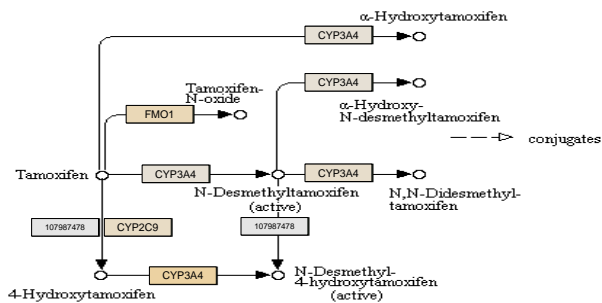 α-Hydroxytamoxifen
CYP3A4
CYP3A4
Tamoxifen-
N-oxide
α-Hydroxy-
N-desmethyltamoxifen
FMO1
conjugates
Tamoxifen
CYP3A4
CYP3A4
N-Desmethyltamoxifen
(active)
N,N-Didesmethyl-
tamoxifen
107987478
CYP2C9
107987478
CYP3A4
N-Desmethyl-
4-hydroxytamoxifen
(active)
4-Hydroxytamoxifen